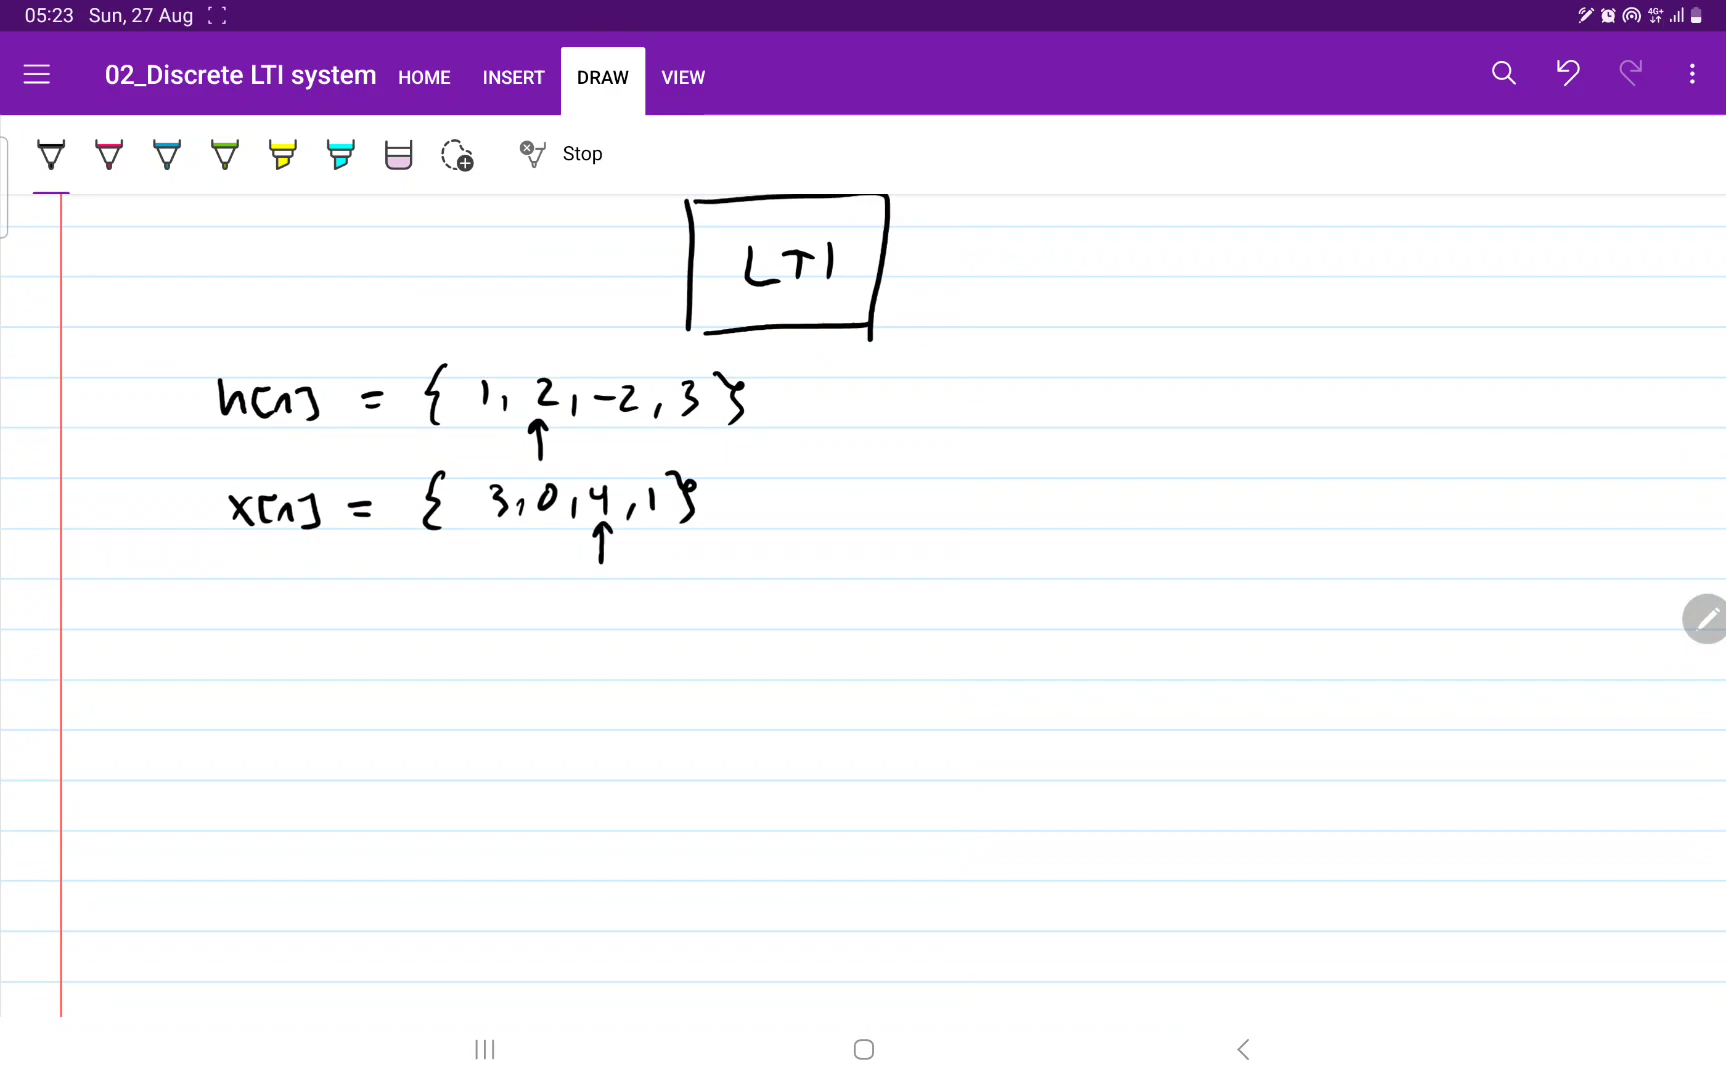 05:23 Sun, 27 Aug
4G+
02_Discrete LTI system HOME INSERT DRAW VIEW
Stop
LTI
h[n] = { 1, 2, -2, 3 }
↑
x[n] = { 3, 0, 4, 1 }
↑